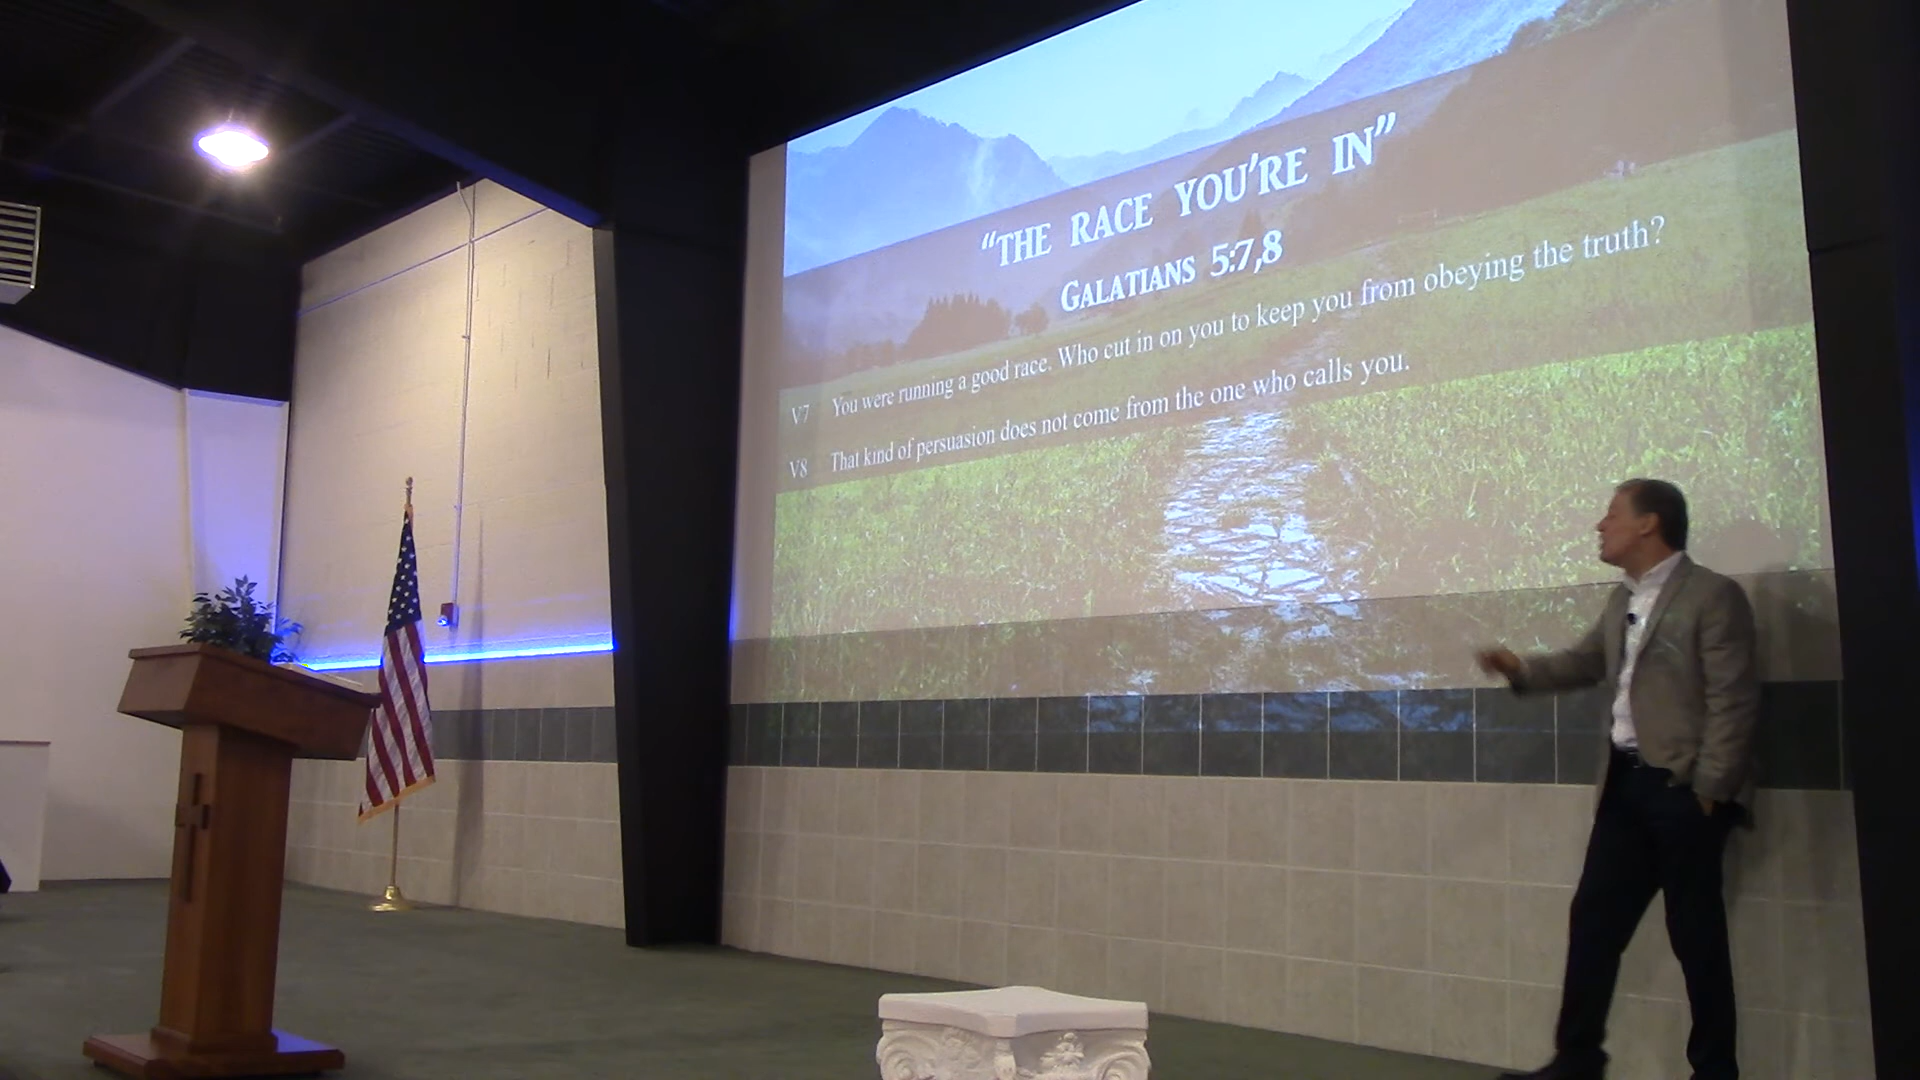 “THE RACE YOU’RE IN”
GALATIANS 5:7,8
V7 You were running a good race. Who cut in on you to keep you from obeying the truth?
V8 That kind of persuasion does not come from the one who calls you.